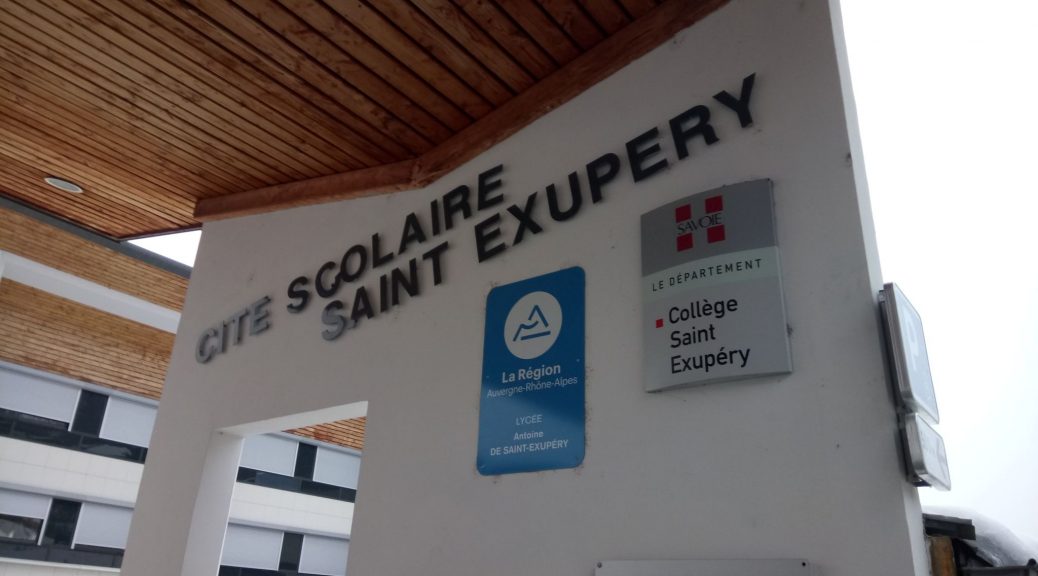 CITE SCOLAIRE
SAINT EXUPERY
La Région
Auvergne-Rhône-Alpes
LYCÉE
Antoine
DE SAINT-EXUPÉRY
SAVOIE
LE DÉPARTEMENT
Collège
Saint
Exupéry
P